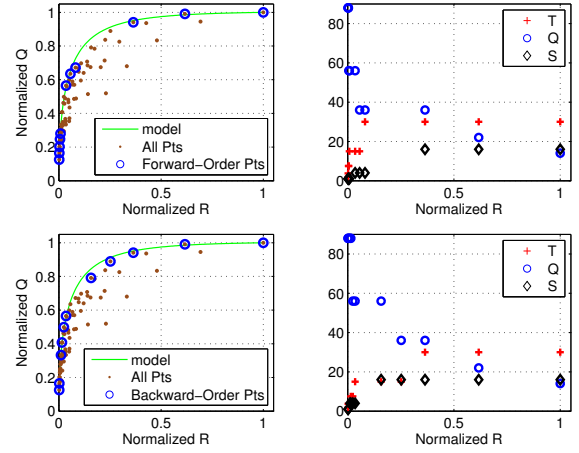 Normalized Q
1
0.8
0.6
0.4
0.2
0
0
0.5
1
Normalized R
model
All Pts
Forward−Order Pts
80
60
40
20
0
0
0.5
1
Normalized R
T
Q
S
Normalized Q
1
0.8
0.6
0.4
0.2
0
0
0.5
1
Normalized R
model
All Pts
Backward−Order Pts
80
60
40
20
0
0
0.5
1
Normalized R
T
Q
S